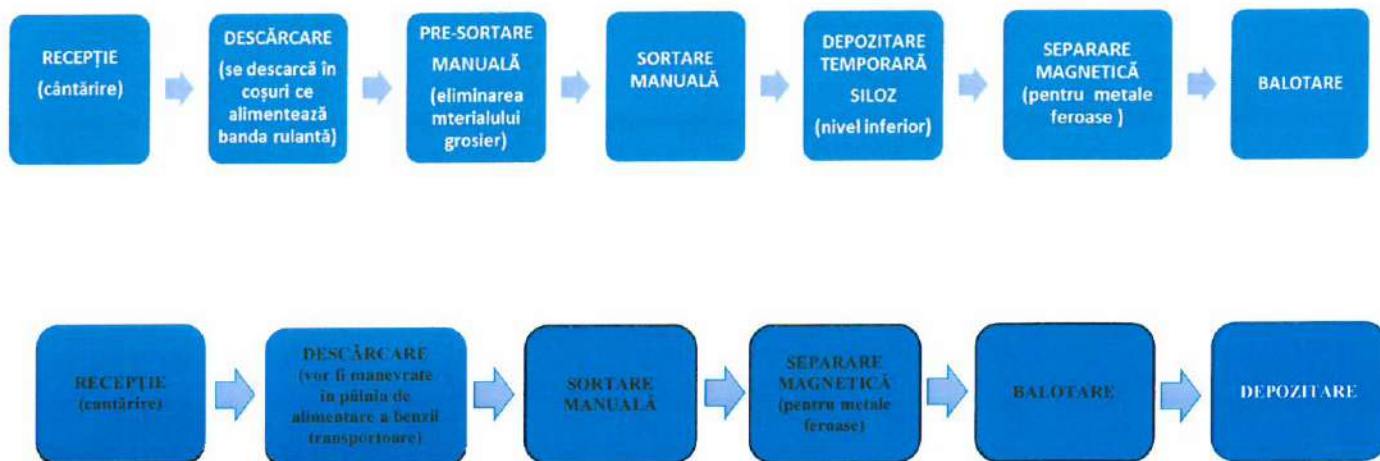 RECEPȚIE
(cântărire)
DESCĂRCARE
(se descarcă în
coșuri ce
alimentează
banda rulantă)
PRE-SORTARE
MANUALĂ
(eliminarea
mterialului
grosier)
SORTARE
MANUALĂ
DEPOZITARE
TEMPORARĂ
SILOZ
(nivel inferior)
SEPARARE
MAGNETICĂ
(pentru metale
feroase )
BALOTARE
RECEPȚIE
(cantărire)
DESCĂRCARE
(vor fi manevrate
in pâlnia de
alimentare a benzii
transportoare)
SORTARE
MANUALĂ
SEPARARE
MAGNETICĂ
(pentru metale
feroase)
BALOTARE
DEPOZITARE